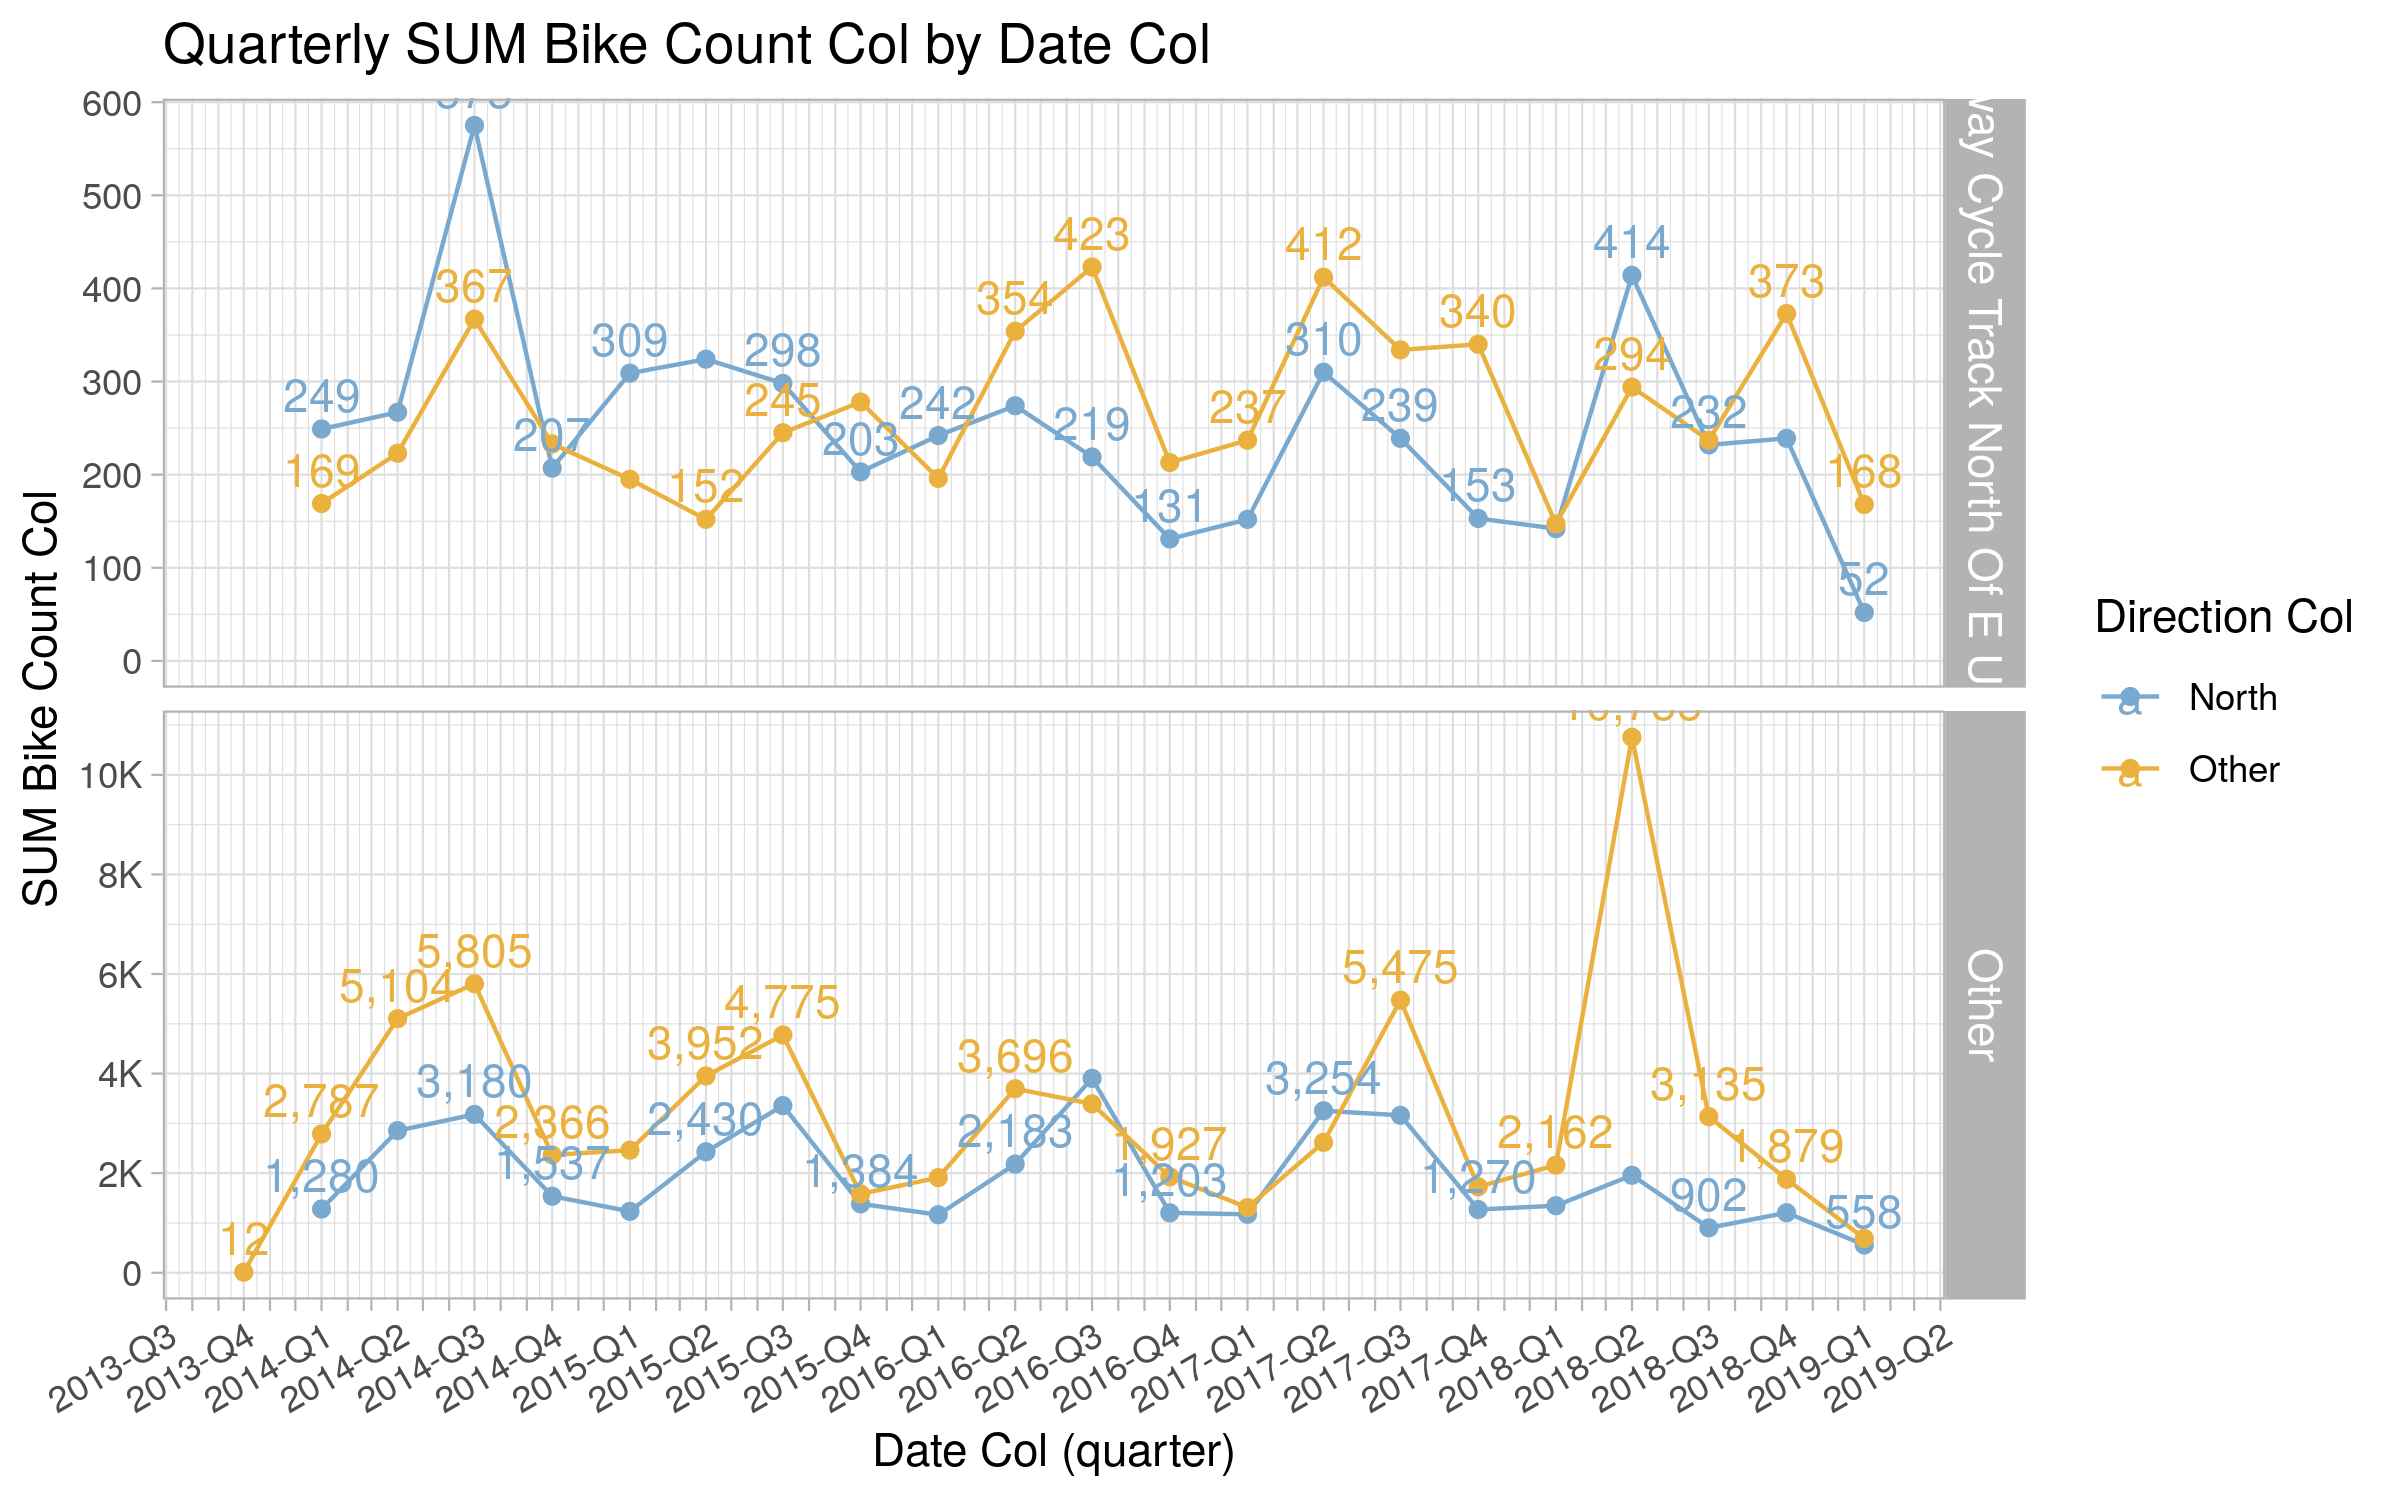 Quarterly SUM Bike Count Col by Date Col
SUM Bike Count Col
600
500
400
300
200
100
0
249
169
367
207
309
152
298
245
203
242
354
423
219
131
237
412
310
239
340
153
414
294
232
373
168
52
Cycle Track North Of E U
10K
8K
6K
4K
2K
0
12
2,787
1,280
5,104
5,805
3,180
2,366
1,537
3,952
2,430
4,775
1,384
3,696
2,183
1,927
1,203
3,254
5,475
1,270
2,162
3,135
902
1,879
558
Other
2013-Q3
2013-Q4
2014-Q1
2014-Q2
2014-Q3
2014-Q4
2015-Q1
2015-Q2
2015-Q3
2015-Q4
2016-Q1
2016-Q2
2016-Q3
2016-Q4
2017-Q1
2017-Q2
2017-Q3
2017-Q4
2018-Q1
2018-Q2
2018-Q3
2018-Q4
2019-Q1
2019-Q2
Date Col (quarter)
Direction Col
a North
a Other